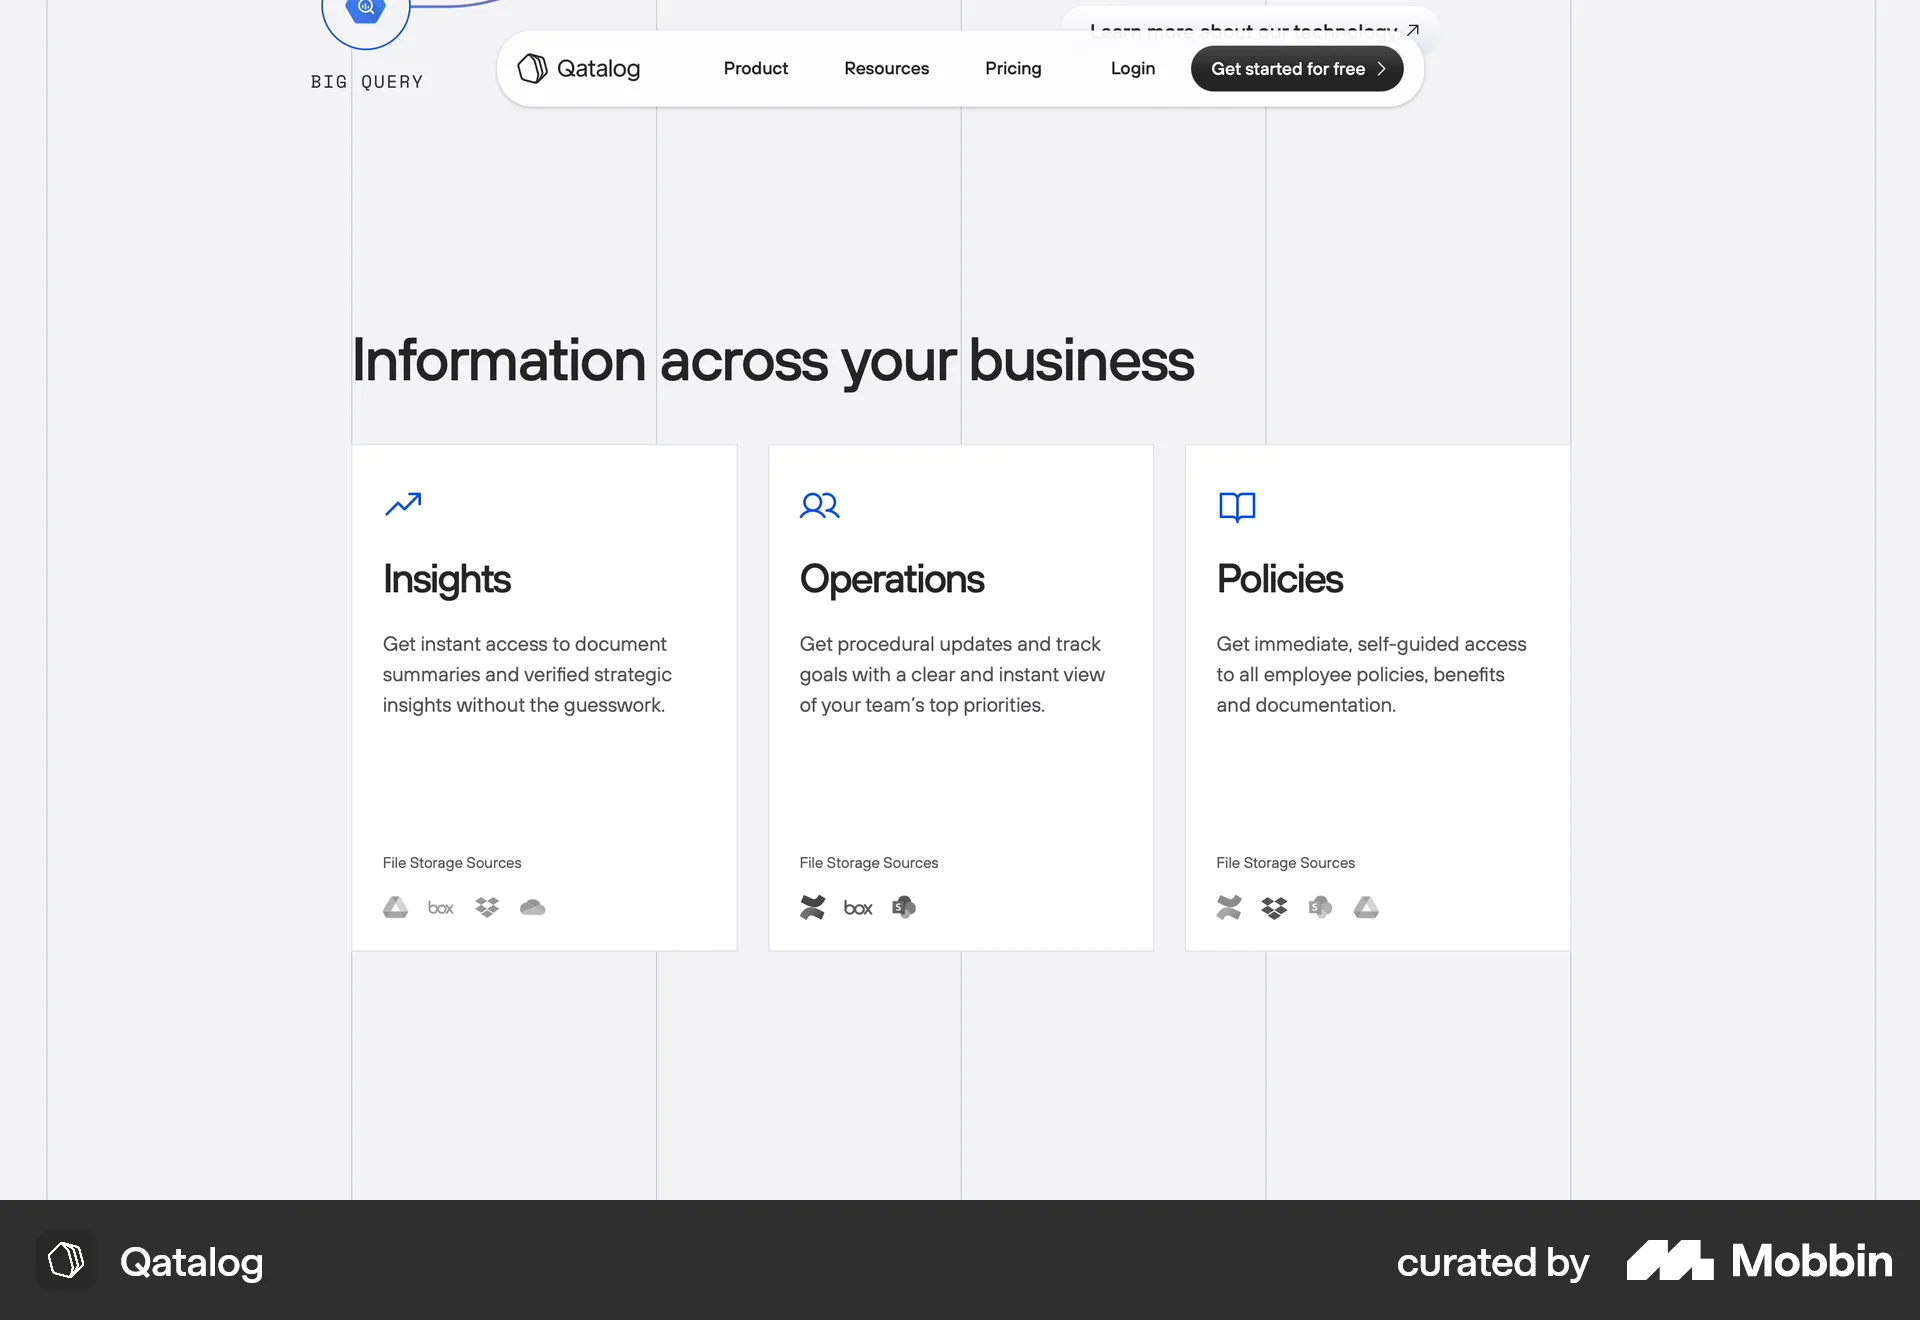 Learn more about our technology
BIG QUERY
Qatalog
Product
Resources
Pricing
Login
Get started for free
Information across your business
Insights
Get instant access to document
summaries and verified strategic
insights without the guesswork.
File Storage Sources
box
Operations
Get procedural updates and track
goals with a clear and instant view
of your team's top priorities.
File Storage Sources
box
S
Policies
Get immediate, self-guided access
to all employee policies, benefits
and documentation.
File Storage Sources
S
Qatalog
curated by
Mobbin